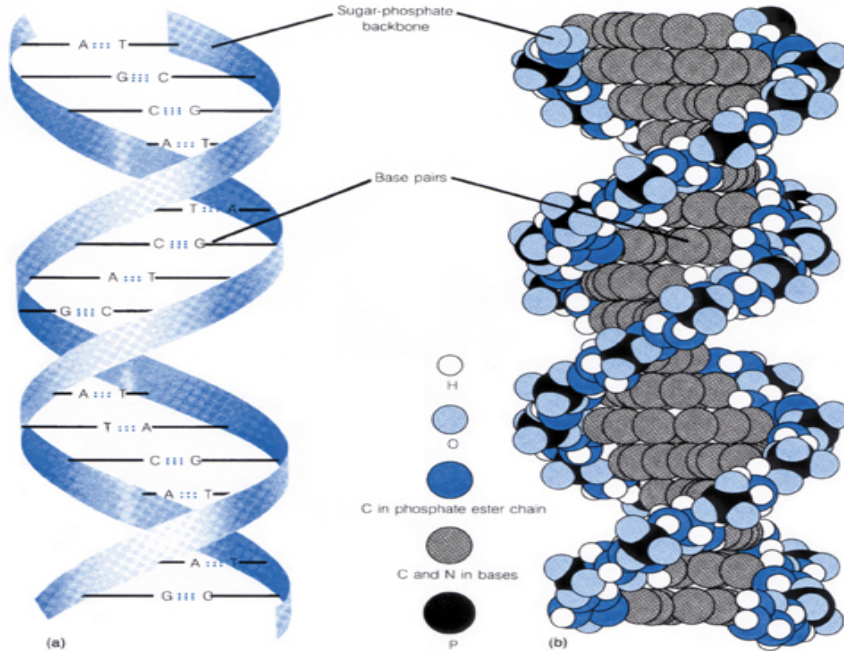 Sugar-phosphate
backbone
A T
G C
C G
A T
Base pairs
T A
C G
A T
G C
H
A T
O
T A
C G
C in phosphate ester chain
A T
A T
C and N in bases
G C
(a)
P
(b)